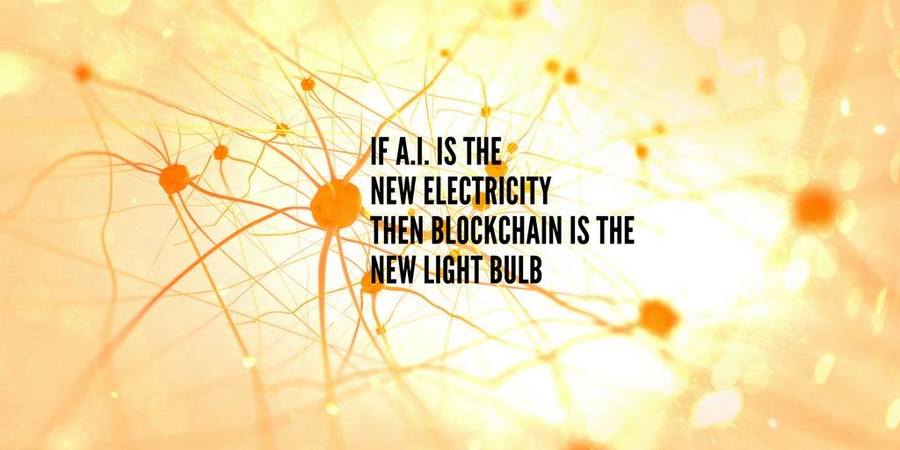 IF A.I. IS THE
NEW ELECTRICITY
THEN BLOCKCHAIN IS THE
NEW LIGHT BULB